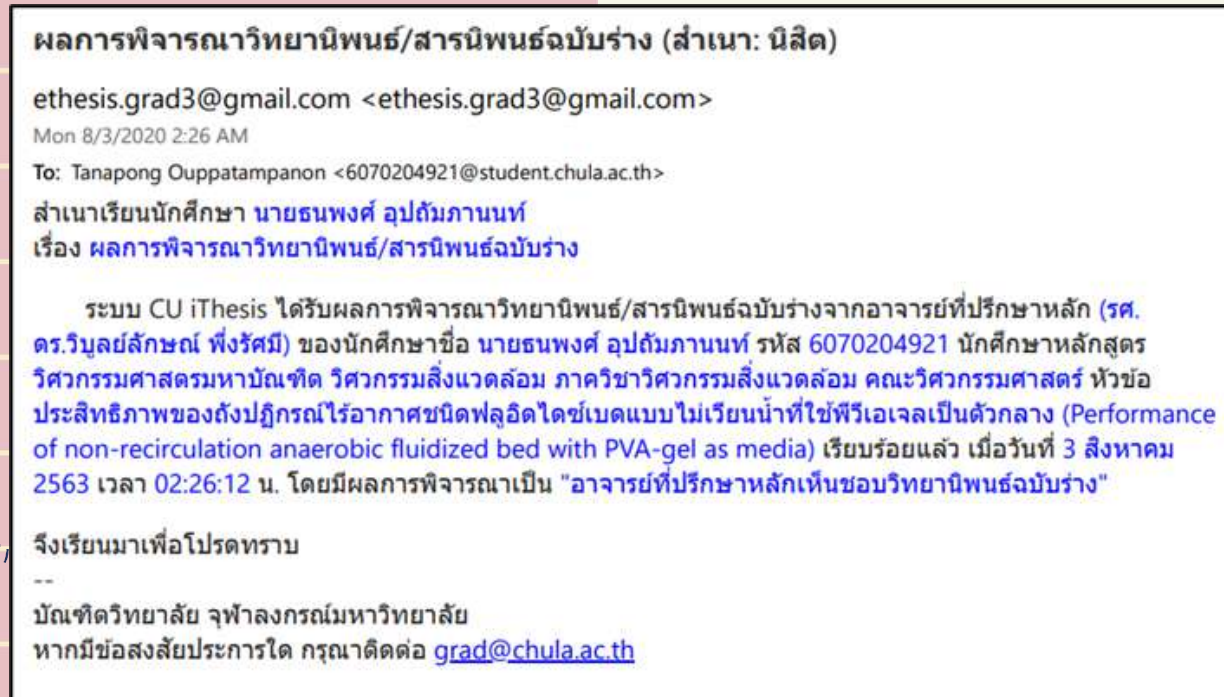 ผลการพิจารณาวิทยานิพนธ์/สารนิพนธ์ฉบับร่าง (สำเนา: นิสิต)
ethesis.grad3@gmail.com <ethesis.grad3@gmail.com>
Mon 8/3/2020 2:26 AM
To: Tanapong Ouppatampanon <6070204921@student.chula.ac.th>
สำเนาเรียนนักศึกษา นายธนพงศ์ อุปถัมภานนท์
เรื่อง ผลการพิจารณาวิทยานิพนธ์/สารนิพนธ์ฉบับร่าง
ระบบ CU iThesis ได้รับผลการพิจารณาวิทยานิพนธ์/สารนิพนธ์ฉบับร่างจากอาจารย์ที่ปรึกษาหลัก (รศ.
ดร.วิบูลย์ลักษณ์ พึ่งรัศมี) ของนักศึกษาชื่อ นายธนพงศ์ อุปถัมภานนท์ รหัส 6070204921 นักศึกษาหลักสูตร
วิศวกรรมศาสตรมหาบัณฑิต วิศวกรรมสิ่งแวดล้อม ภาควิชาวิศวกรรมสิ่งแวดล้อม คณะวิศวกรรมศาสตร์ หัวข้อ
ประสิทธิภาพของถังปฏิกรณ์ไร้อากาศชนิดฟลูอิดไดซ์เบดแบบไม่เวียนน้ำที่ใช้พีวีเอเจลเป็นตัวกลาง (Performance
of non-recirculation anaerobic fluidized bed with PVA-gel as media) เรียบร้อยแล้ว เมื่อวันที่ 3 สิงหาคม
2563 เวลา 02:26:12 น. โดยมีผลการพิจารณาเป็น "อาจารย์ที่ปรึกษาหลักเห็นชอบวิทยานิพนธ์ฉบับร่าง"
จึงเรียนมาเพื่อโปรดทราบ
--
บัณฑิตวิทยาลัย จุฬาลงกรณ์มหาวิทยาลัย
หากมีข้อสงสัยประการใด กรุณาติดต่อ grad@chula.ac.th